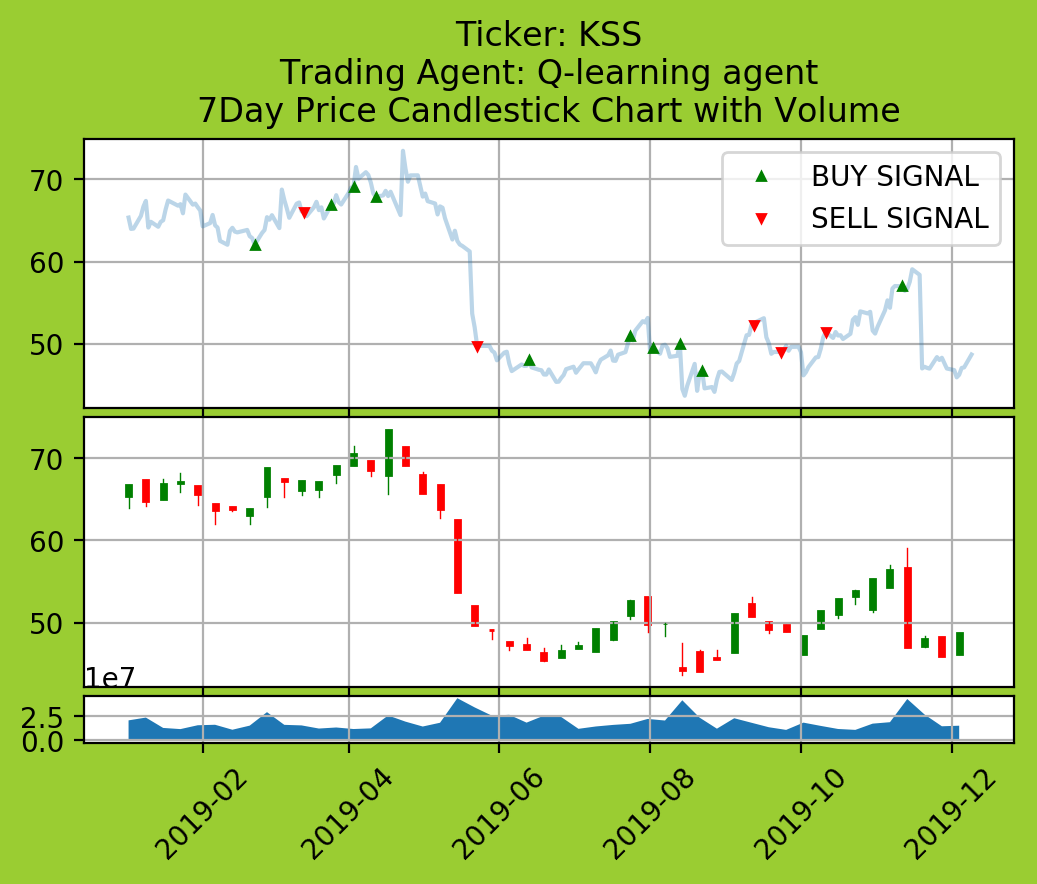 Ticker: KSS
Trading Agent: Q-learning agent
7Day Price Candlestick Chart with Volume
70
60
50
BUY SIGNAL
SELL SIGNAL
70
60
50
1e7
2.5
0.0
2019-02
2019-04
2019-06
2019-08
2019-10
2019-12